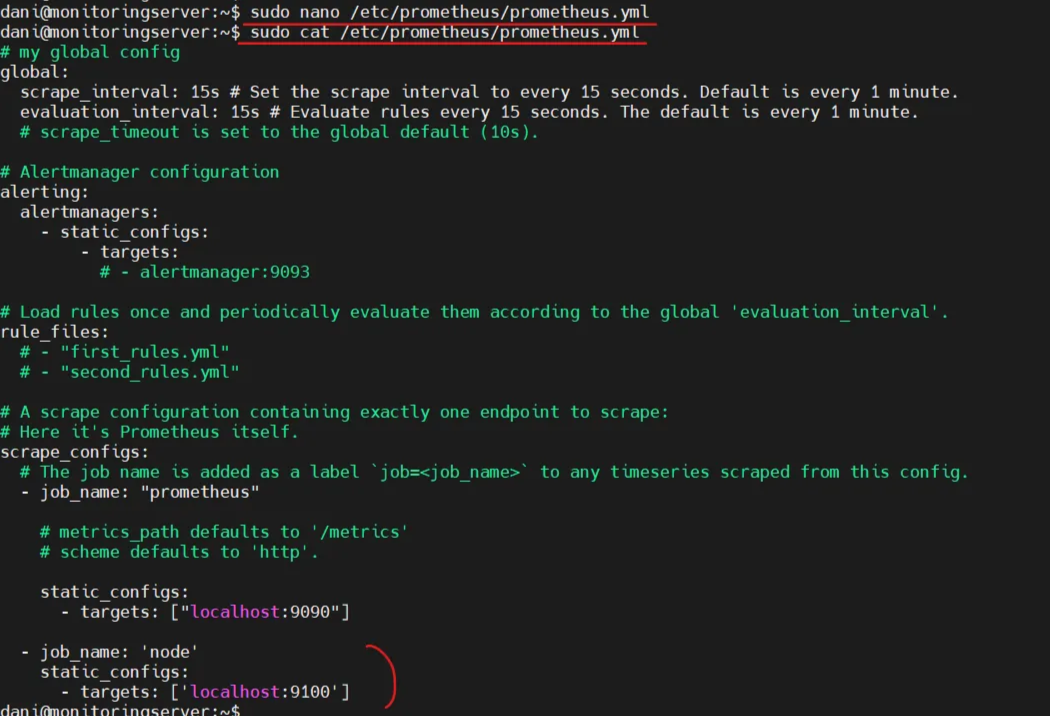 dani@monitoringserver:~$ sudo nano /etc/prometheus/prometheus.yml
dani@monitoringserver:~$ sudo cat /etc/prometheus/prometheus.yml
# my global config
global:
  scrape_interval: 15s # Set the scrape interval to every 15 seconds. Default is every 1 minute.
  evaluation_interval: 15s # Evaluate rules every 15 seconds. The default is every 1 minute.
  # scrape_timeout is set to the global default (10s).

# Alertmanager configuration
alerting:
  alertmanagers:
    - static_configs:
        - targets:
          # - alertmanager:9093

# Load rules once and periodically evaluate them according to the global 'evaluation_interval'.
rule_files:
  # - "first_rules.yml"
  # - "second_rules.yml"

# A scrape configuration containing exactly one endpoint to scrape:
# Here it's Prometheus itself.
scrape_configs:
  # The job name is added as a label `job=<job_name>` to any timeseries scraped from this config.
  - job_name: "prometheus"

    # metrics_path defaults to '/metrics'
    # scheme defaults to 'http'.

    static_configs:
      - targets: ["localhost:9090"]

  - job_name: 'node'
    static_configs:
      - targets: ['localhost:9100']
dani@monitoringserver:~$